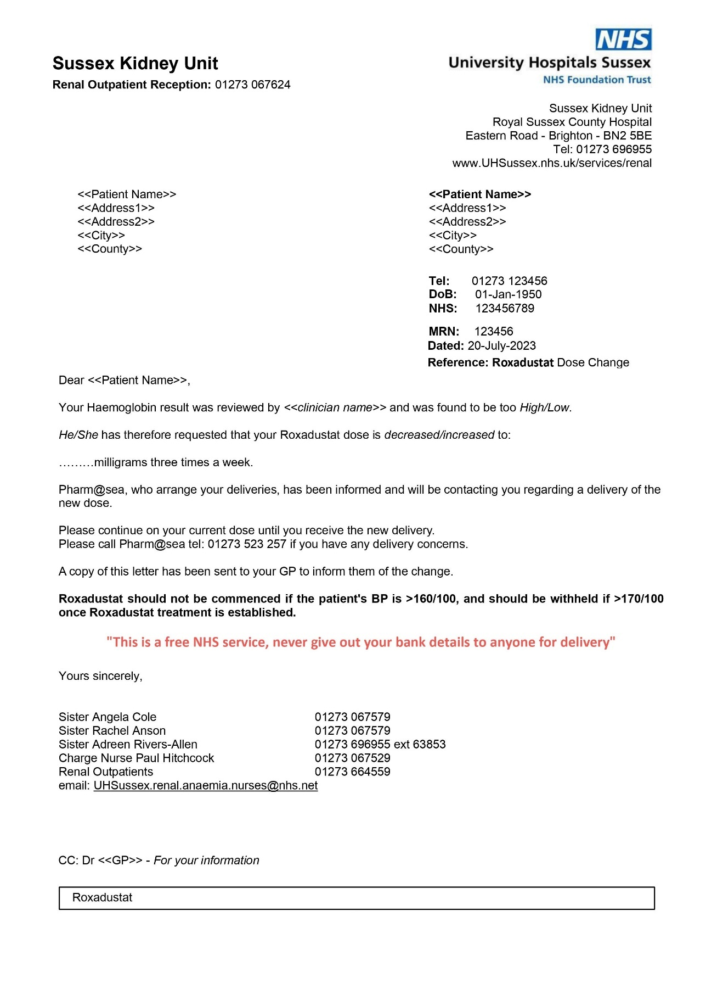 NHS
University Hospitals Sussex
NHS Foundation Trust
Sussex Kidney Unit
Renal Outpatient Reception: 01273 067624
Sussex Kidney Unit
Royal Sussex County Hospital
Eastern Road - Brighton - BN2 5BE
Tel: 01273 696955
www.UHSussex.nhs.uk/services/renal
<<Patient Name>>
<<Address1>>
<<Address2>>
<<City>>
<<County>>
<<Patient Name>>
<<Address1>>
<<Address2>>
<<City>>
<<County>>
Tel: 01273 123456
DoB: 01-Jan-1950
NHS: 123456789
MRN: 123456
Dated: 20-July-2023
Reference: Roxadustat Dose Change
Dear <<Patient Name>>,
Your Haemoglobin result was reviewed by <<clinician name>> and was found to be too High/Low.
He/She has therefore requested that your Roxadustat dose is decreased/increased to:
………milligrams three times a week.
Pharm@sea, who arrange your deliveries, has been informed and will be contacting you regarding a delivery of the
new dose.
Please continue on your current dose until you receive the new delivery.
Please call Pharm@sea tel: 01273 523 257 if you have any delivery concerns.
A copy of this letter has been sent to your GP to inform them of the change.
Roxadustat should not be commenced if the patient's BP is >160/100, and should be withheld if >170/100
once Roxadustat treatment is established.
"This is a free NHS service, never give out your bank details to anyone for delivery"
Yours sincerely,
Sister Angela Cole 01273 067579
Sister Rachel Anson 01273 067579
Sister Adreen Rivers-Allen 01273 696955 ext 63853
Charge Nurse Paul Hitchcock 01273 067529
Renal Outpatients 01273 664559
email: UHSussex.renal.anaemia.nurses@nhs.net
CC: Dr <<GP>> - For your information
Roxadustat